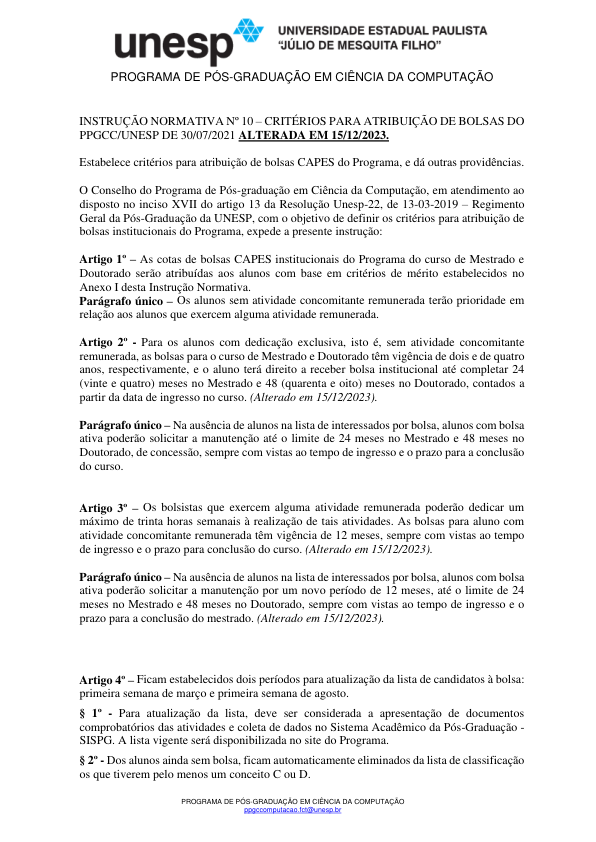 unesp
UNIVERSIDADE ESTADUAL PAULISTA
“JÚLIO DE MESQUITA FILHO”
PROGRAMA DE PÓS-GRADUAÇÃO EM CIÊNCIA DA COMPUTAÇÃO
INSTRUÇÃO NORMATIVA Nº 10 – CRITÉRIOS PARA ATRIBUIÇÃO DE BOLSAS DO
PPGCC/UNESP DE 30/07/2021 ALTERADA EM 15/12/2023.
Estabelece critérios para atribuição de bolsas CAPES do Programa, e dá outras providências.
O Conselho do Programa de Pós-graduação em Ciência da Computação, em atendimento ao
disposto no inciso XVII do artigo 13 da Resolução Unesp-22, de 13-03-2019 – Regimento
Geral da Pós-Graduação da UNESP, com o objetivo de definir os critérios para atribuição de
bolsas institucionais do Programa, expede a presente instrução:
Artigo 1º – As cotas de bolsas CAPES institucionais do Programa do curso de Mestrado e
Doutorado serão atribuídas aos alunos com base em critérios de mérito estabelecidos no
Anexo I desta Instrução Normativa.
Parágrafo único – Os alunos sem atividade concomitante remunerada terão prioridade em
relação aos alunos que exercem alguma atividade remunerada.
Artigo 2º - Para os alunos com dedicação exclusiva, isto é, sem atividade concomitante
remunerada, as bolsas para o curso de Mestrado e Doutorado têm vigência de dois e de quatro
anos, respectivamente, e o aluno terá direito a receber bolsa institucional até completar 24
(vinte e quatro) meses no Mestrado e 48 (quarenta e oito) meses no Doutorado, contados a
partir da data de ingresso no curso. (Alterado em 15/12/2023).
Parágrafo único – Na ausência de alunos na lista de interessados por bolsa, alunos com bolsa
ativa poderão solicitar a manutenção até o limite de 24 meses no Mestrado e 48 meses no
Doutorado, de concessão, sempre com vistas ao tempo de ingresso e o prazo para a conclusão
do curso.
Artigo 3º – Os bolsistas que exercem alguma atividade remunerada poderão dedicar um
máximo de trinta horas semanais à realização de tais atividades. As bolsas para aluno com
atividade concomitante remunerada têm vigência de 12 meses, sempre com vistas ao tempo
de ingresso e o prazo para conclusão do curso. (Alterado em 15/12/2023).
Parágrafo único – Na ausência de alunos na lista de interessados por bolsa, alunos com bolsa
ativa poderão solicitar a manutenção por um novo período de 12 meses, até o limite de 24
meses no Mestrado e 48 meses no Doutorado, sempre com vistas ao tempo de ingresso e o
prazo para a conclusão do mestrado. (Alterado em 15/12/2023).
Artigo 4º – Ficam estabelecidos dois períodos para atualização da lista de candidatos à bolsa:
primeira semana de março e primeira semana de agosto.
§ 1º - Para atualização da lista, deve ser considerada a apresentação de documentos
comprobatórios das atividades e coleta de dados no Sistema Acadêmico da Pós-Graduação -
SISPG. A lista vigente será disponibilizada no site do Programa.
§ 2º - Dos alunos ainda sem bolsa, ficam automaticamente eliminados da lista de classificação
os que tiverem pelo menos um conceito C ou D.
PROGRAMA DE PÓS-GRADUAÇÃO EM CIÊNCIA DA COMPUTAÇÃO
ppgccomputacao.fct@unesp.br